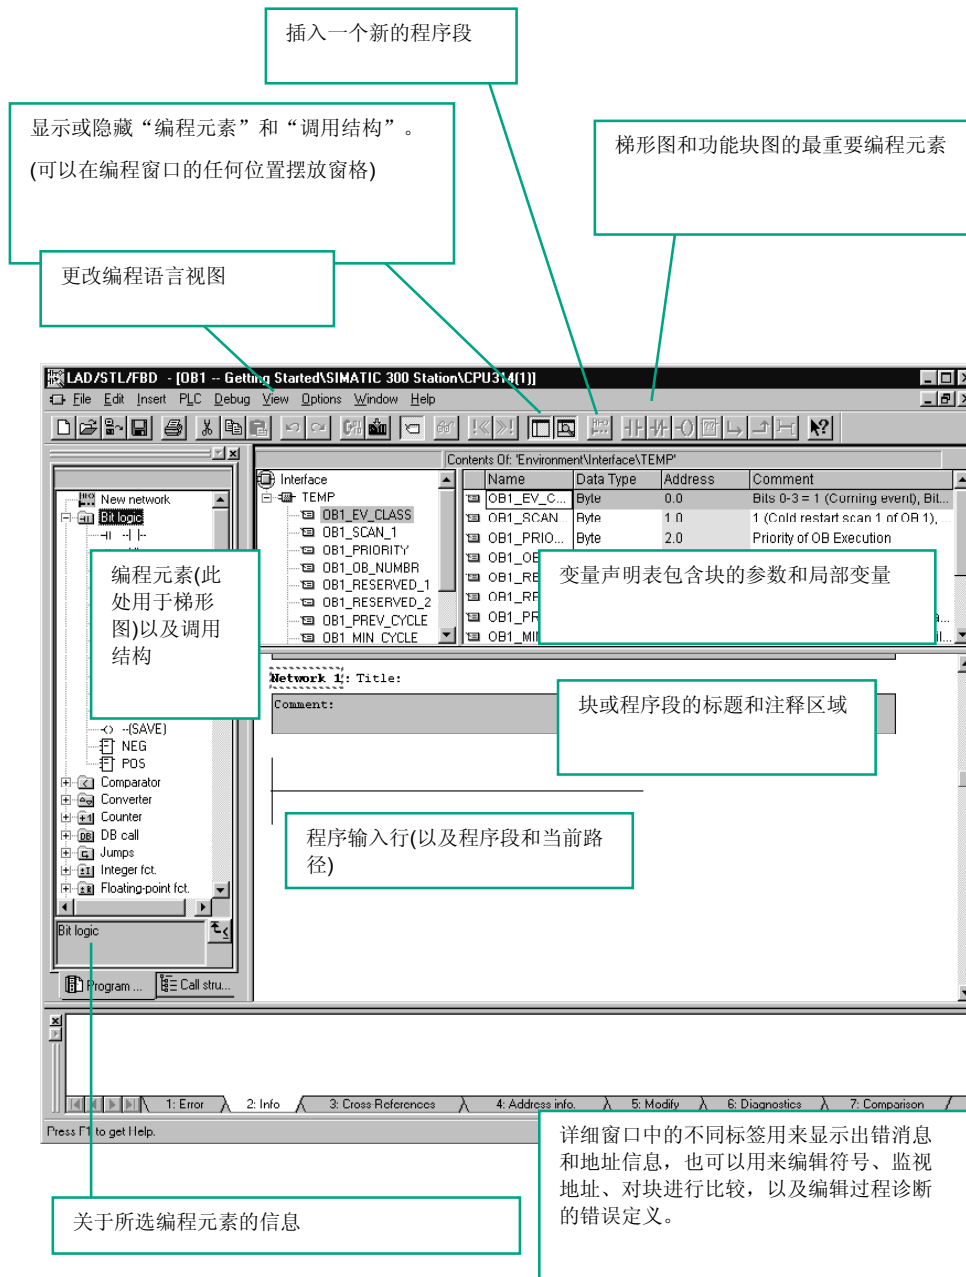 插入一个新的程序段
显示或隐藏“编程元素”和“调用结构”。
(可以在编程窗口的任何位置摆放窗格)
梯形图和功能块图的最重要编程元素
更改编程语言视图
LAD/STL/FBD - [OB1 -- Getting Started\SIMATIC 300 Station\CPU314(1)]
File Edit Insert PLC Debug View Options Window Help
Contents Of: 'Environment\Interface\TEMP'
Interface
TEMP
OB1_EV_CLASS
OB1_SCAN_1
OB1_PRIORITY
OB1_OB_NUMBR
OB1_RESERVED_1
OB1_RESERVED_2
OB1_PREV_CYCLE
OB1_MIN_CYCLE
Name Data Type Address Comment
OB1_EV_C... Byte 0.0 Bits 0-3 = 1 (Coming event), Bit...
OB1_SCAN... Byte 1.0 1 (Cold restart scan 1 of OB 1), ...
OB1_PRIO... Byte 2.0 Priority of OB Execution
OB1_OB
OB1_RE
OB1_RE
OB1_PR
OB1_MI
变量声明表包含块的参数和局部变量
New network
Bit logic
编程元素(此
处用于梯形
图)以及调用
结构
--(SAVE)
NEG
POS
Comparator
Converter
Counter
DB call
Jumps
Integer fct.
Floating-point fct.
Bit logic
Program ... Call stru...
Network 1: Title:
Comment:
块或程序段的标题和注释区域
程序输入行(以及程序段和当前路
径)
1: Error 2: Info 3: Cross-References 4: Address info. 5: Modify 6: Diagnostics 7: Comparison
Press F1 to get Help.
详细窗口中的不同标签用来显示出错消息
和地址信息，也可以用来编辑符号、监视
地址、对块进行比较，以及编辑过程诊断
的错误定义。
关于所选编程元素的信息